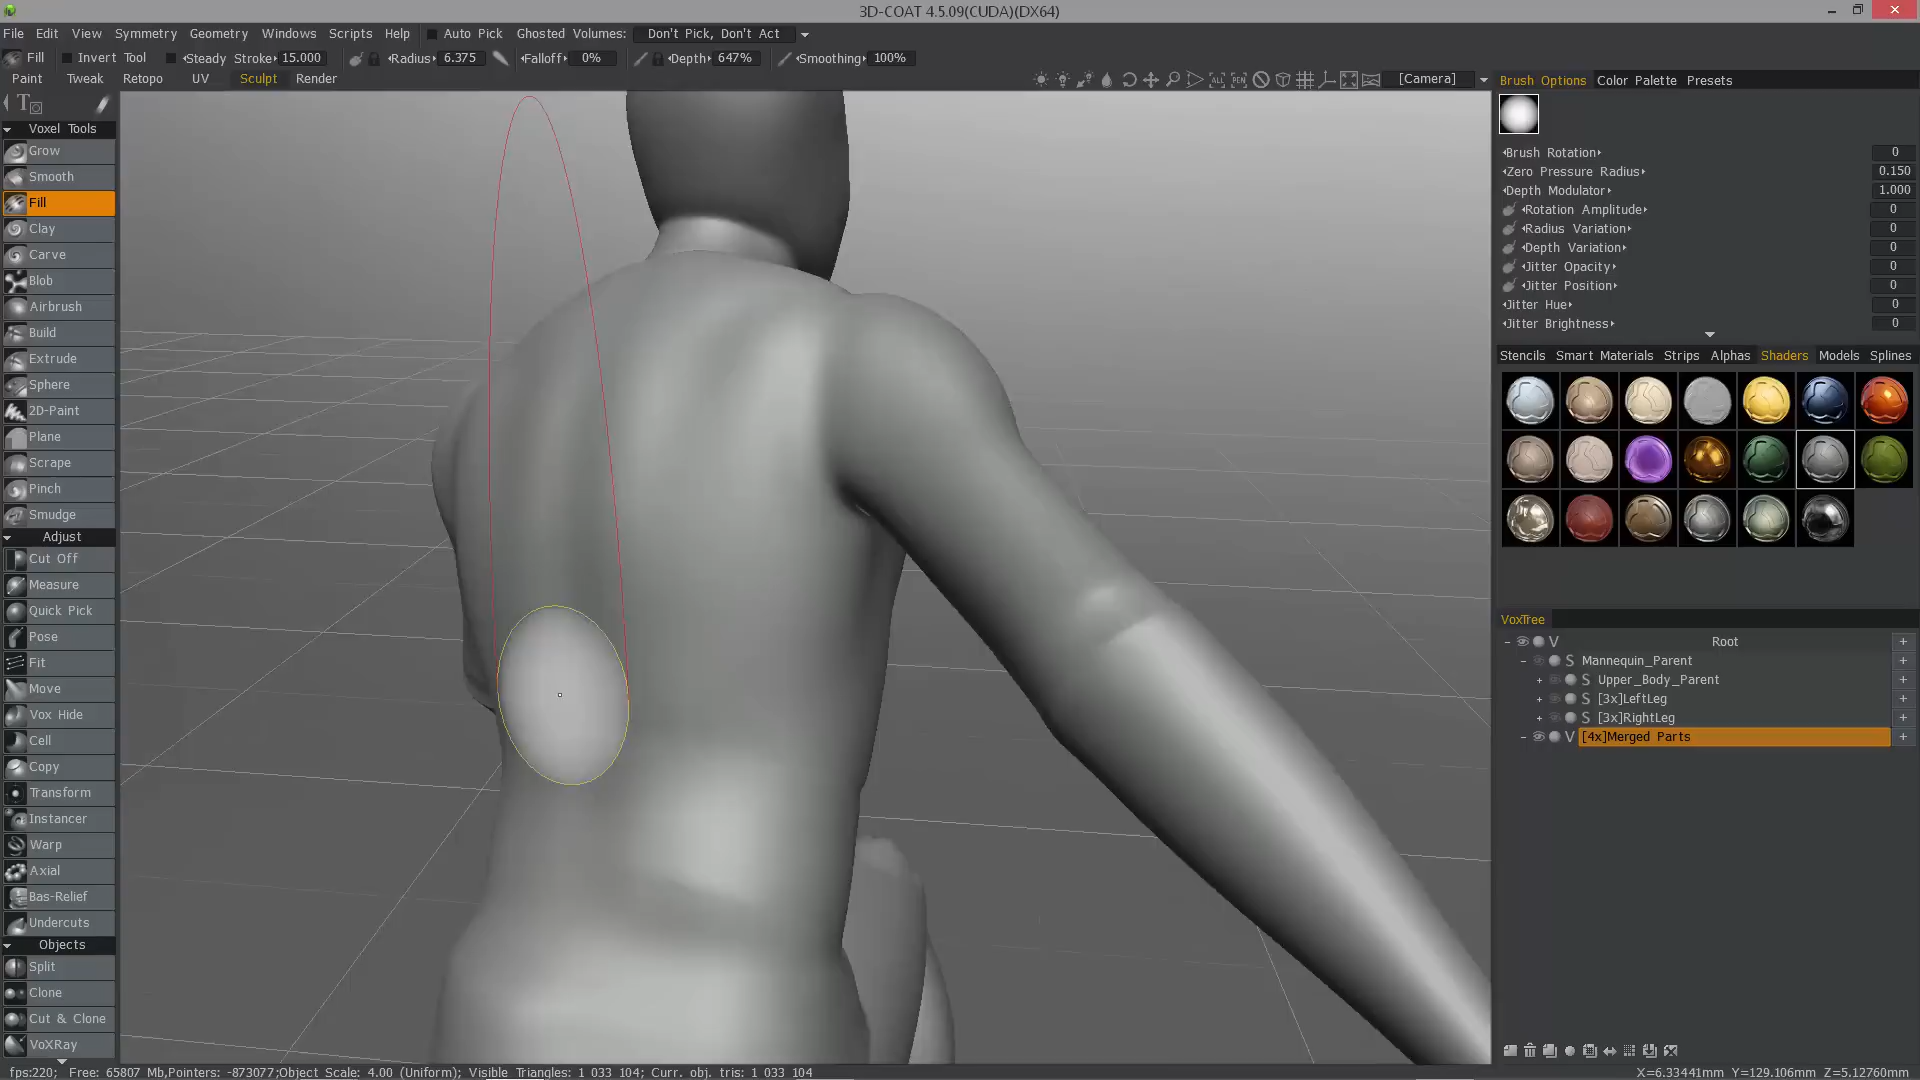 3D-COAT 4.5.09(CUDA)(DX64)
File Edit View Symmetry Geometry Windows Scripts Help Auto Pick Ghosted Volumes: Don't Pick, Don't Act
Fill Invert Tool Steady Stroke 15.000 Radius 6.375 Falloff 0% Depth 647% Smoothing 100%
Paint Tweak Retopo UV Sculpt Render [Camera]
Voxel Tools
Grow
Smooth
Fill
Clay
Carve
Blob
Airbrush
Build
Extrude
Sphere
2D-Paint
Plane
Scrape
Pinch
Smudge
Adjust
Cut Off
Measure
Quick Pick
Pose
Fit
Move
Vox Hide
Cell
Copy
Transform
Instancer
Warp
Axial
Bas-Relief
Undercuts
Objects
Split
Clone
Cut & Clone
VoXRay
Brush Options Color Palette Presets
Brush Rotation 0
Zero Pressure Radius 0.150
Depth Modulator 1.000
Rotation Amplitude 0
Radius Variation 0
Depth Variation 0
Jitter Opacity 0
Jitter Position 0
Jitter Hue 0
Jitter Brightness 0
Stencils Smart Materials Strips Alphas Shaders Models Splines
VoxTree
V Root +
S Mannequin_Parent +
+ S Upper_Body_Parent +
+ S [3x]LeftLeg +
+ S [3x]RightLeg +
V [4x]Merged Parts +
fps:220; Free: 65807 Mb,Pointers: -873077;Object Scale: 4.00 (Uniform); Visible Triangles: 1 033 104; Curr. obj. tris: 1 033 104
X=6.33441mm Y=129.106mm Z=5.12760mm